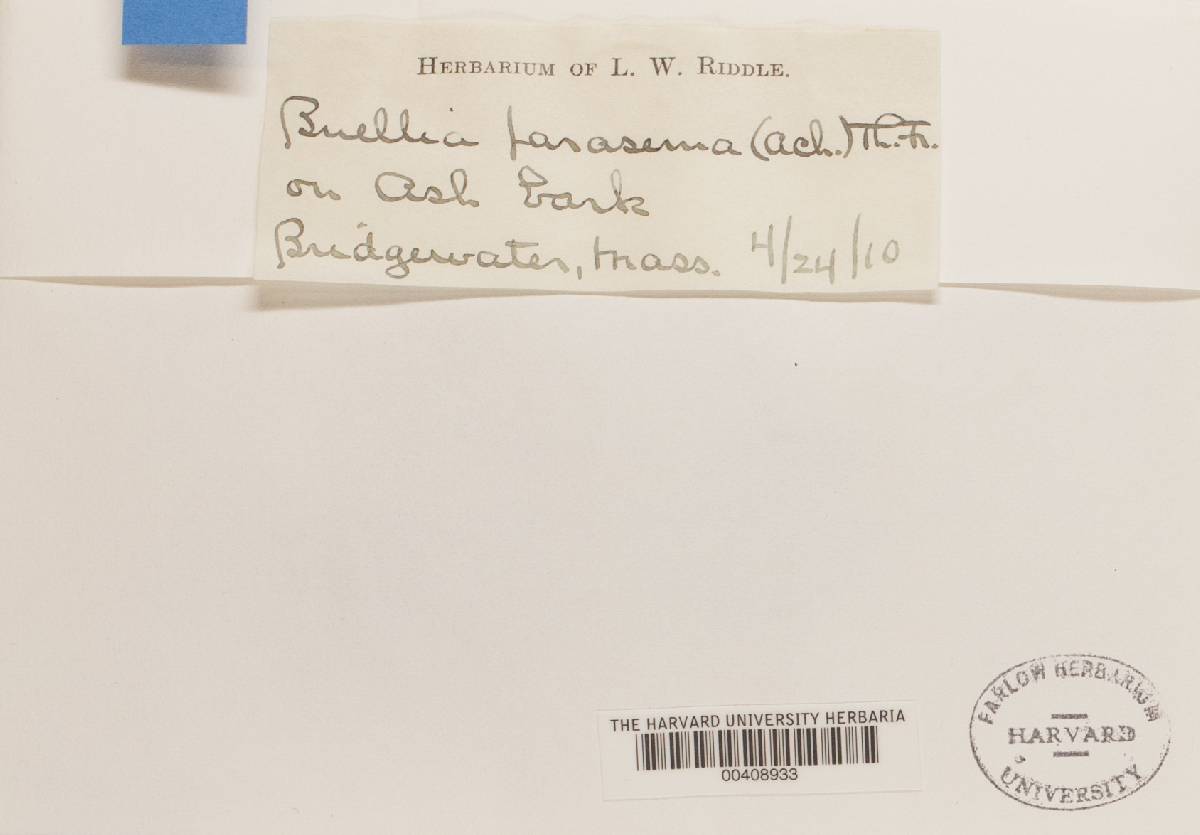 HERBARIUM OF L. W. RIDDLE.
Buellia parasema (Ach.) Th. Fr.
on Ash bark
Bridgewater, Mass. 4/24/10
THE HARVARD UNIVERSITY HERBARIA
00408933
FARLOW HERBARIUM
HARVARD
UNIVERSITY